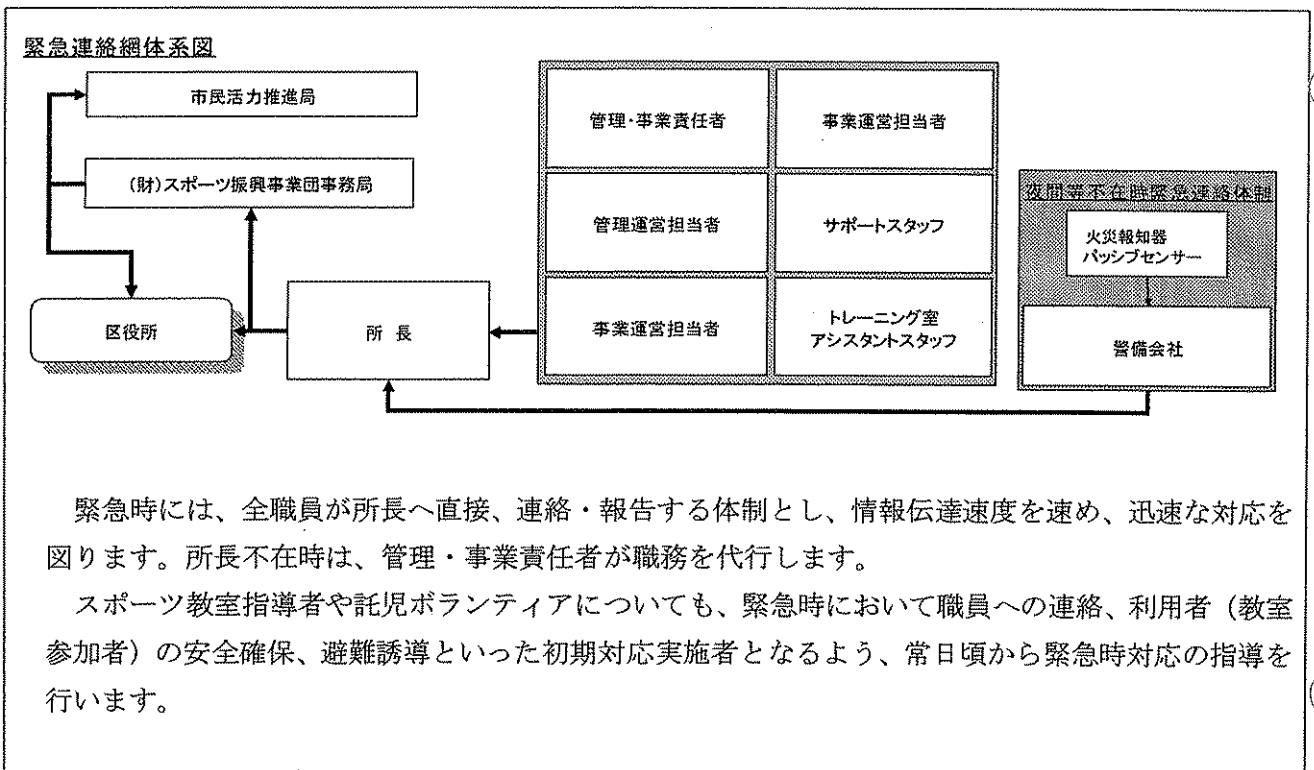 緊急連絡網体系図
市民活力推進局
(財)スポーツ振興事業団事務局
区役所
所 長
管理・事業責任者
事業運営担当者
管理運営担当者
サポートスタッフ
事業運営担当者
トレーニング室
アシスタントスタッフ
夜間等不在時緊急連絡体制
火災報知器
パッシブセンサー
警備会社
緊急時には、全職員が所長へ直接、連絡・報告する体制とし、情報伝達速度を速め、迅速な対応を
図ります。所長不在時は、管理・事業責任者が職務を代行します。
スポーツ教室指導者や託児ボランティアについても、緊急時において職員への連絡、利用者（教室
参加者）の安全確保、避難誘導といった初期対応実施者となるよう、常日頃から緊急時対応の指導を
行います。